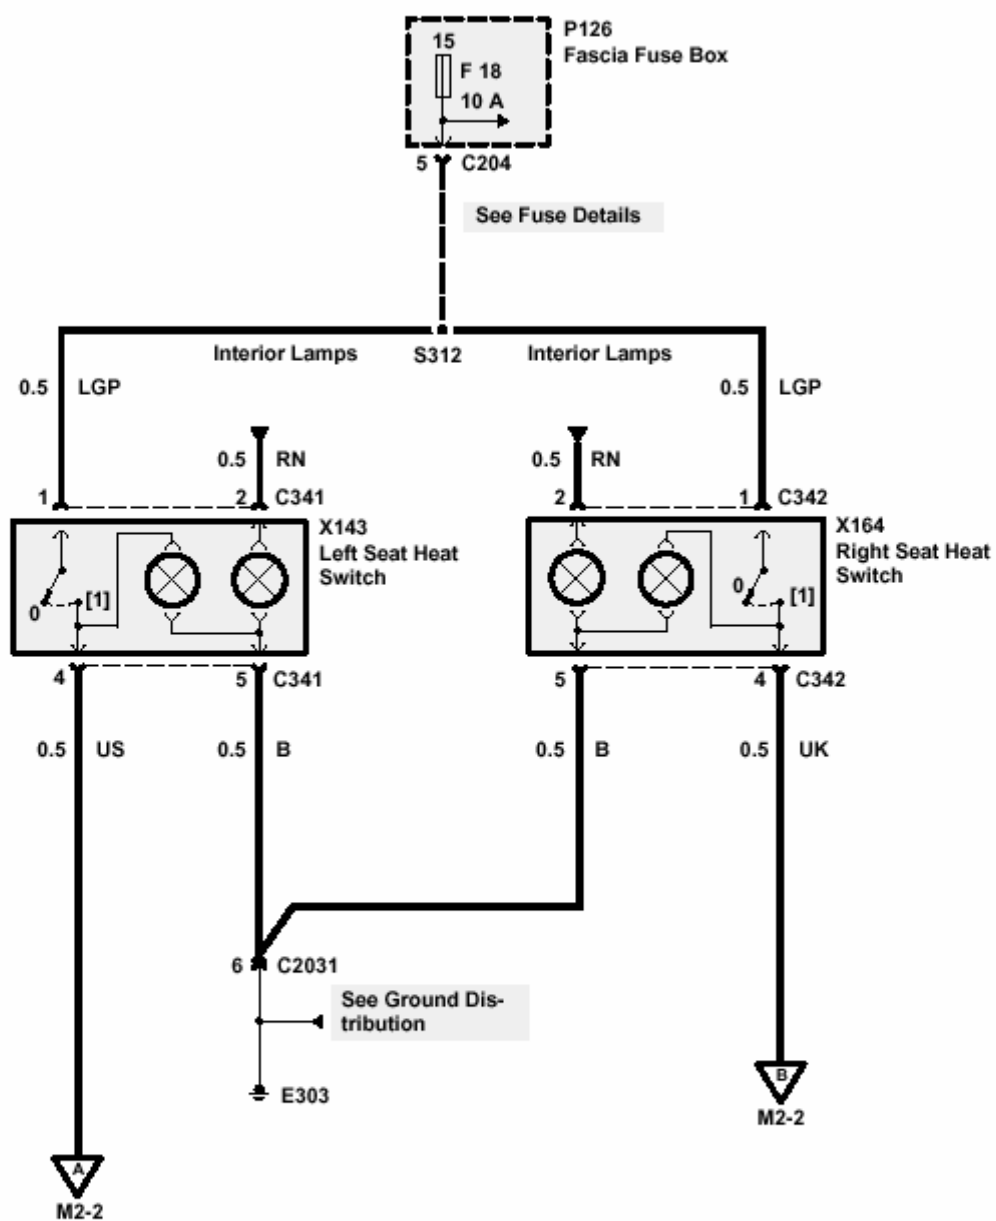 P126
Fascia Fuse Box
15
F 18
10 A
5 C204
See Fuse Details
Interior Lamps S312 Interior Lamps
0.5 LGP 0.5 LGP
0.5 RN 0.5 RN
1 2 C341 2 1 C342
X143
Left Seat Heat
Switch
0 [1]
X164
Right Seat Heat
Switch
0 [1]
4 5 C341 5 4 C342
0.5 US 0.5 B 0.5 B 0.5 UK
6 C2031
See Ground Dis-
tribution
E303
B
M2-2
A
M2-2